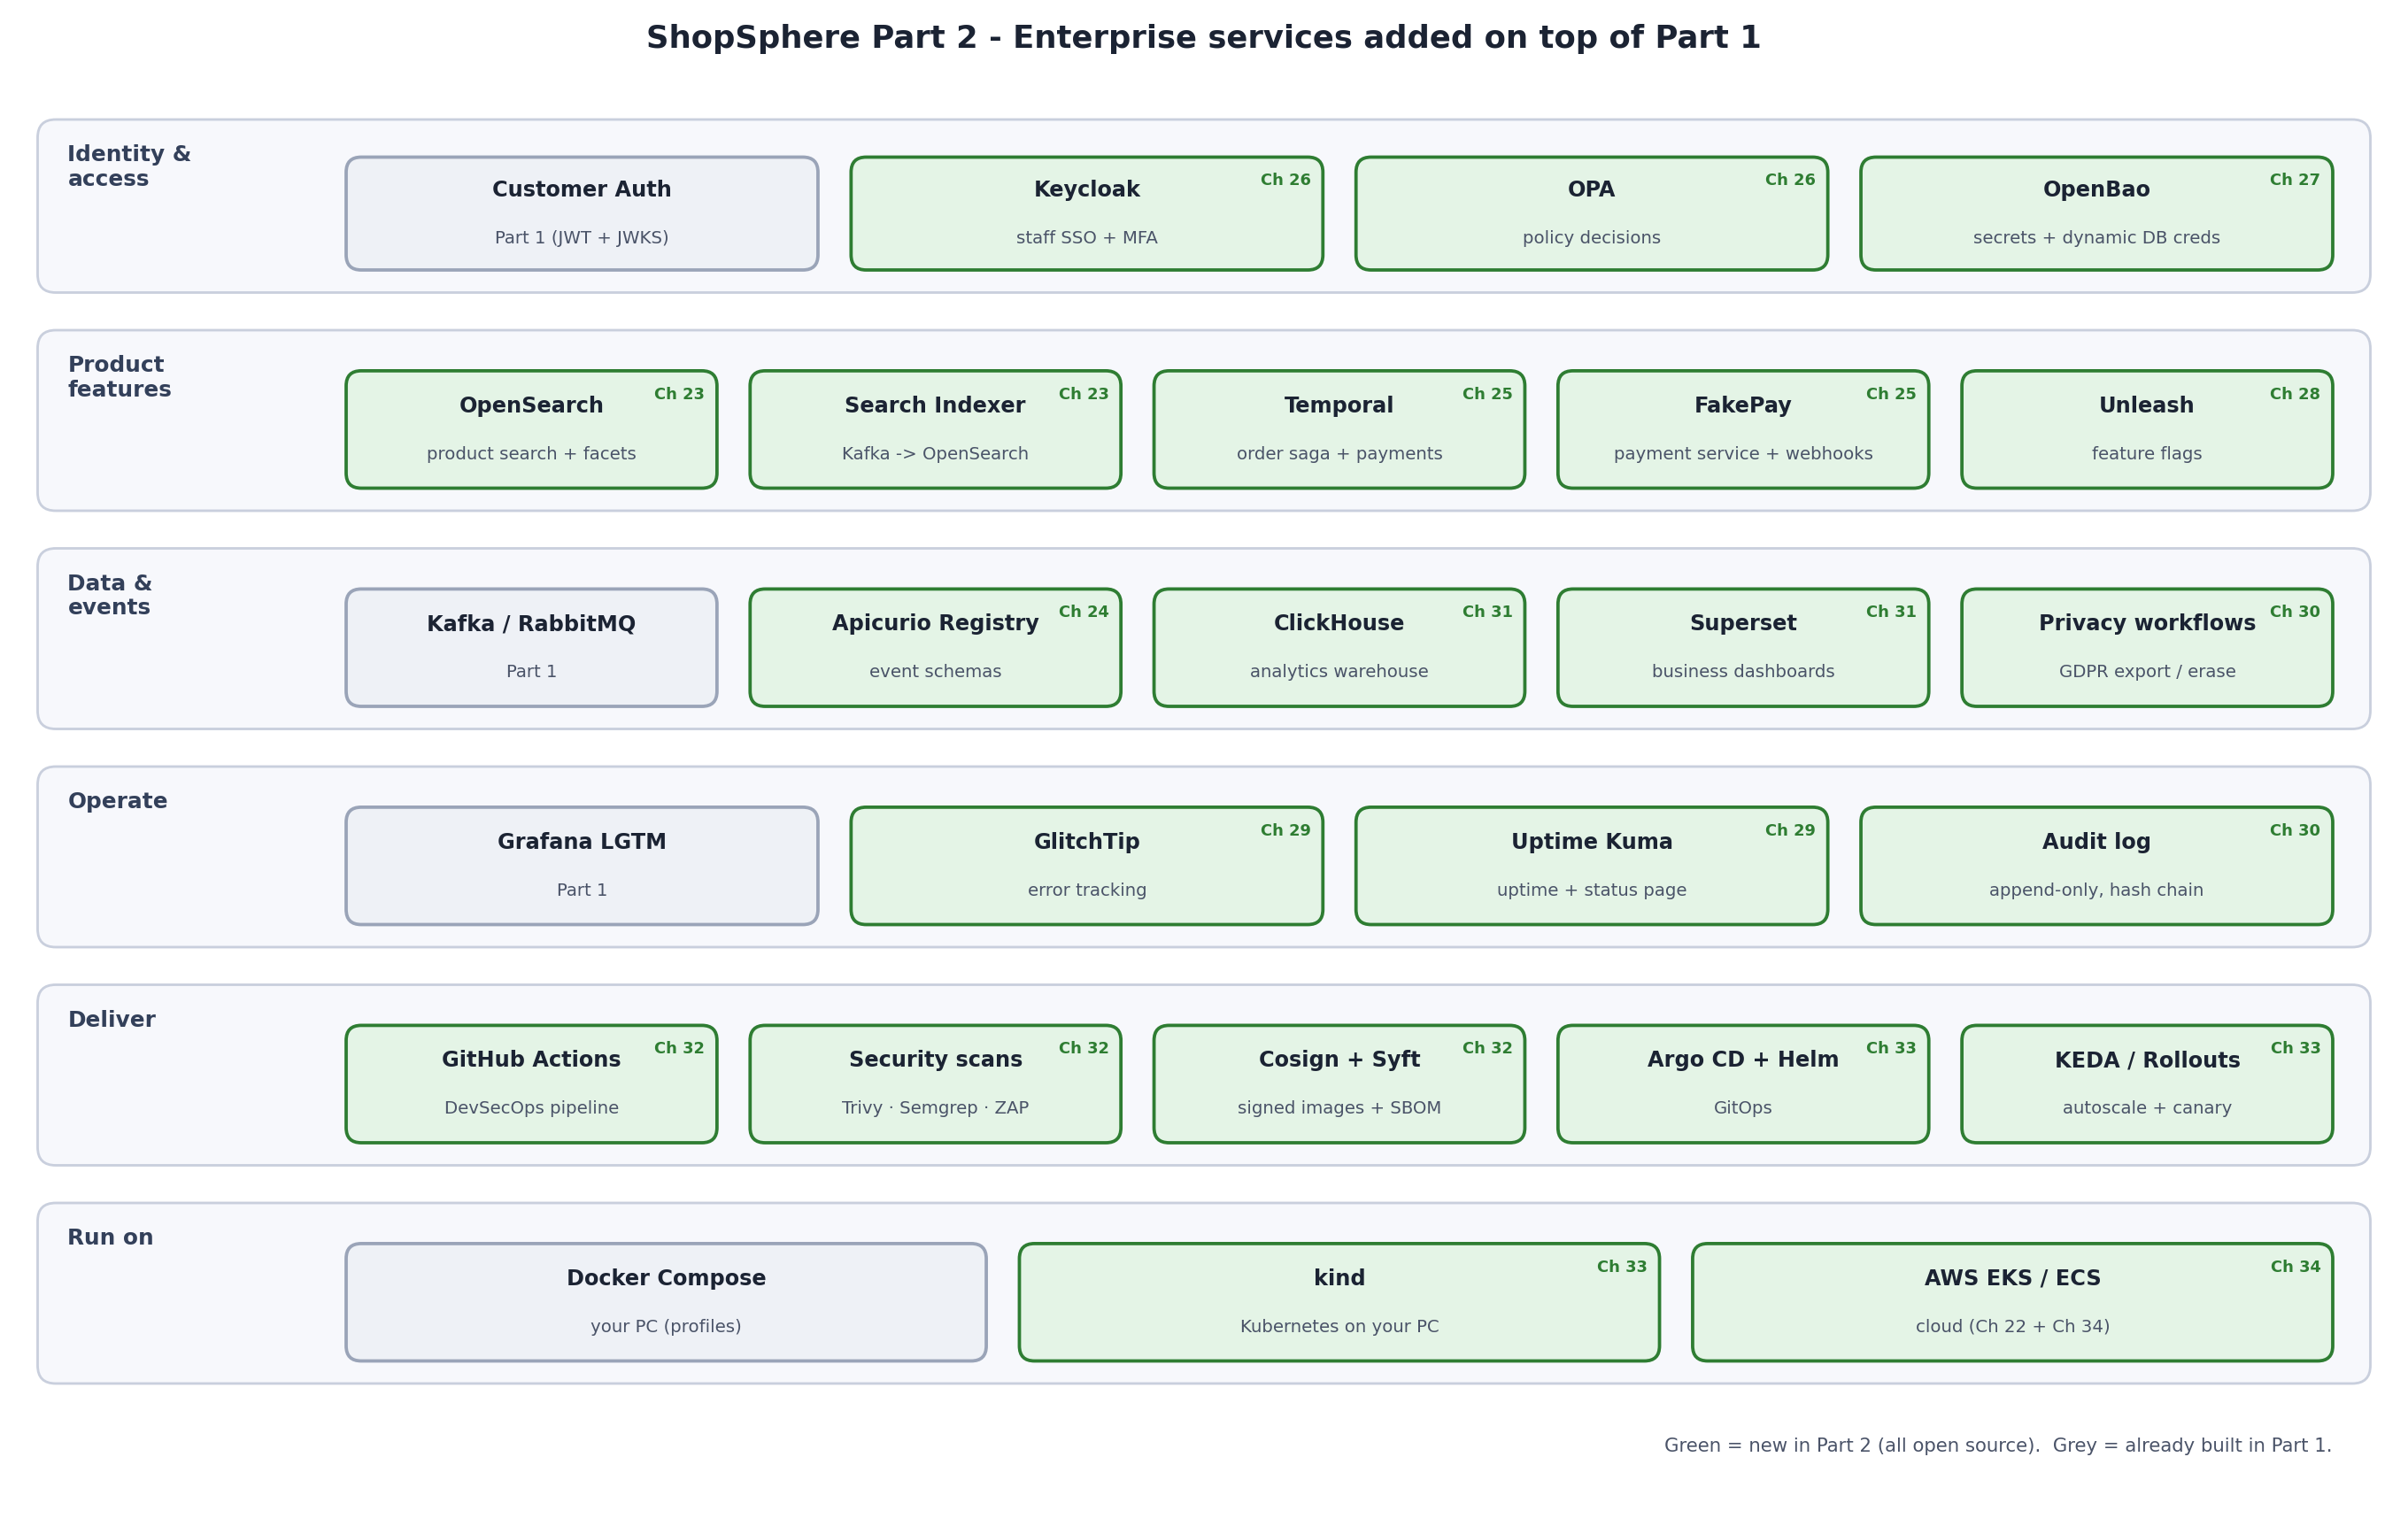 ShopSphere Part 2 - Enterprise services added on top of Part 1
Identity &
access
Customer Auth
Part 1 (JWT + JWKS)
Keycloak
Ch 26
staff SSO + MFA
OPA
Ch 26
policy decisions
OpenBao
Ch 27
secrets + dynamic DB creds
Product
features
OpenSearch
Ch 23
product search + facets
Search Indexer
Ch 23
Kafka -> OpenSearch
Temporal
Ch 25
order saga + payments
FakePay
Ch 25
payment service + webhooks
Unleash
Ch 28
feature flags
Data &
events
Kafka / RabbitMQ
Part 1
Apicurio Registry
Ch 24
event schemas
ClickHouse
Ch 31
analytics warehouse
Superset
Ch 31
business dashboards
Privacy workflows
Ch 30
GDPR export / erase
Operate
Grafana LGTM
Part 1
GlitchTip
Ch 29
error tracking
Uptime Kuma
Ch 29
uptime + status page
Audit log
Ch 30
append-only, hash chain
Deliver
GitHub Actions
Ch 32
DevSecOps pipeline
Security scans
Ch 32
Trivy · Semgrep · ZAP
Cosign + Syft
Ch 32
signed images + SBOM
Argo CD + Helm
Ch 33
GitOps
KEDA / Rollouts
Ch 33
autoscale + canary
Run on
Docker Compose
your PC (profiles)
kind
Ch 33
Kubernetes on your PC
AWS EKS / ECS
Ch 34
cloud (Ch 22 + Ch 34)
Green = new in Part 2 (all open source).  Grey = already built in Part 1.